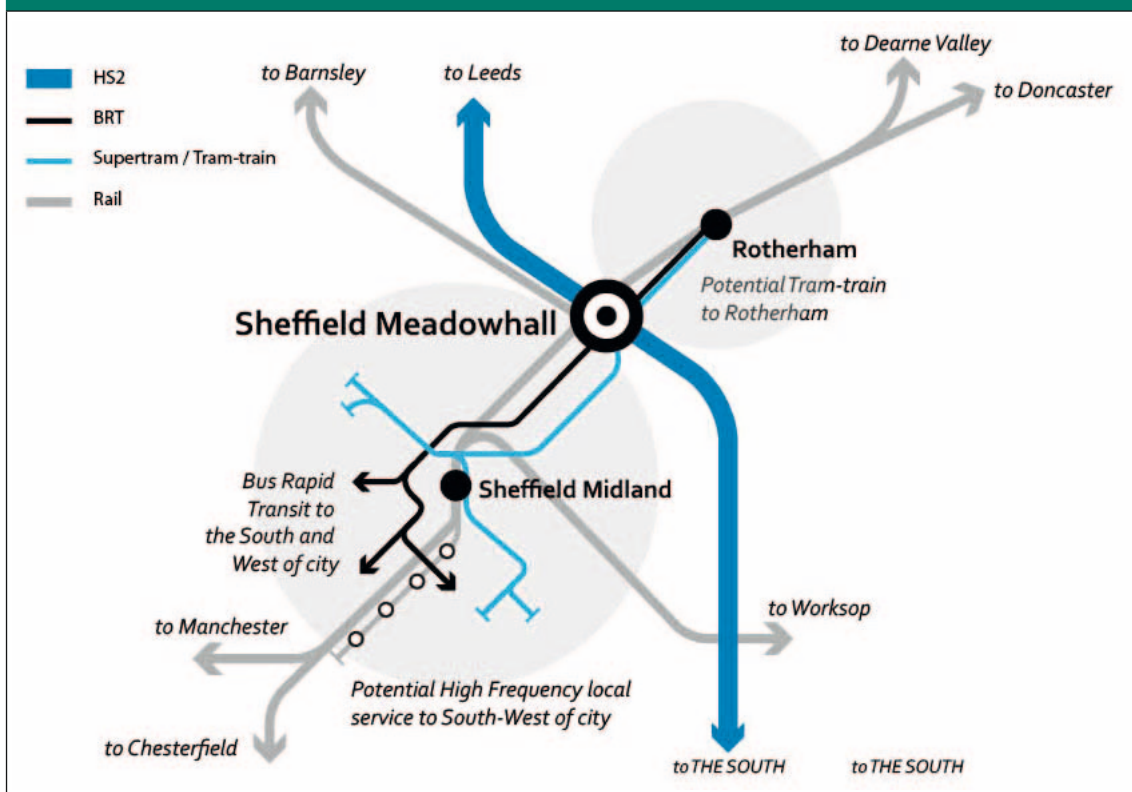 HS2
BRT
Supertram / Tram-train
Rail
to Barnsley
to Leeds
to Dearne Valley
to Doncaster
Rotherham
Potential Tram-train
to Rotherham
Sheffield Meadowhall
Bus Rapid
Transit to
the South and
West of city
Sheffield Midland
to Manchester
to Worksop
Potential High Frequency local
service to South-West of city
to Chesterfield
to THE SOUTH
to THE SOUTH